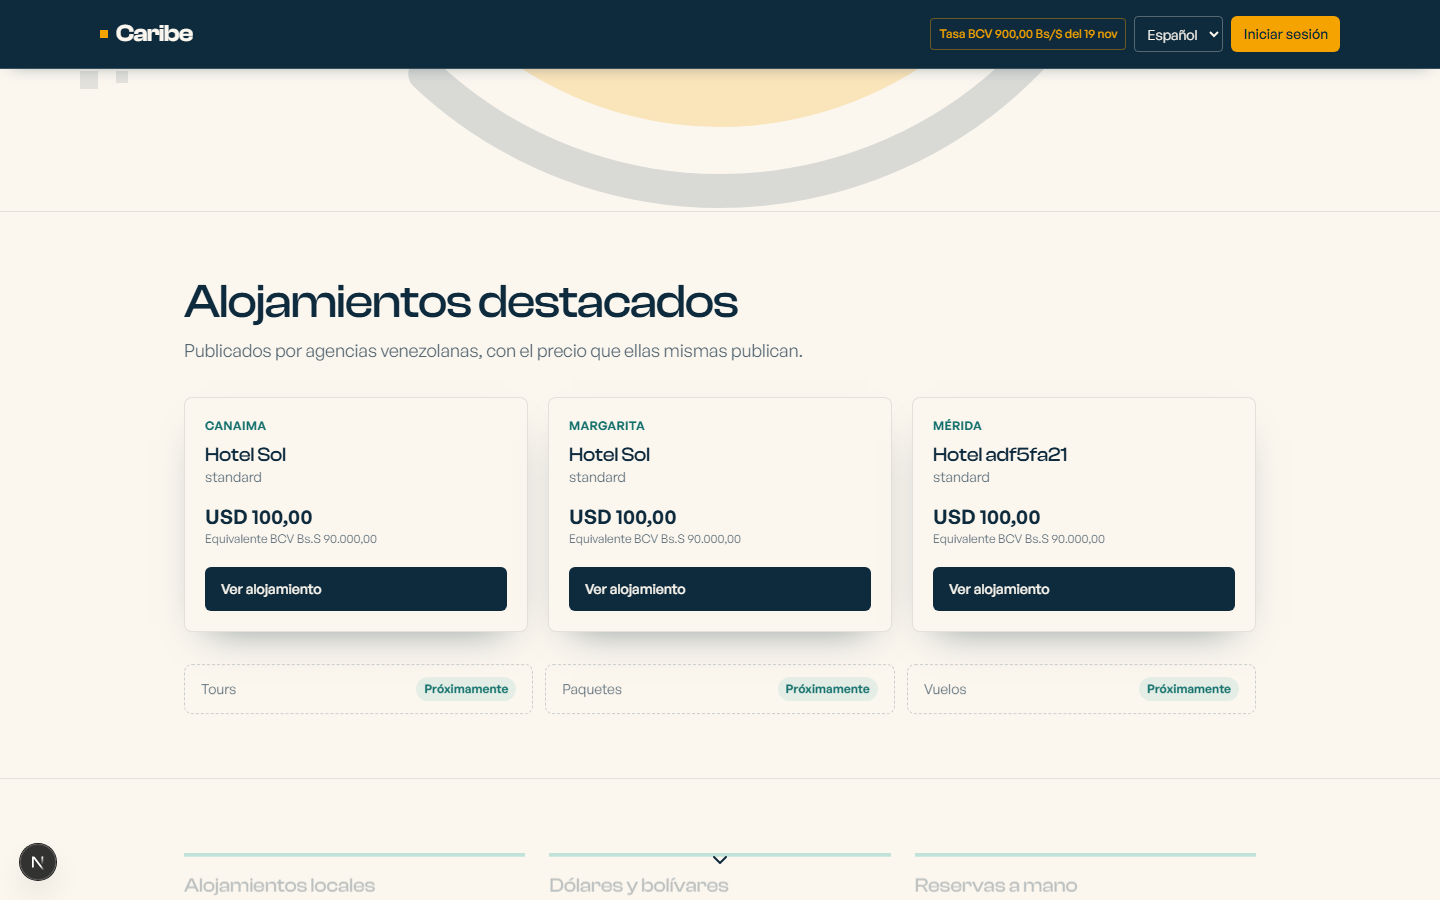 Caribe
Tasa BCV 900,00 Bs/$ del 19 nov
Español
Iniciar sesión
Alojamientos destacados
Publicados por agencias venezolanas, con el precio que ellas mismas publican.
CANAIMA
Hotel Sol
standard
USD 100,00
Equivalente BCV Bs.S 90.000,00
Ver alojamiento
MARGARITA
Hotel Sol
standard
USD 100,00
Equivalente BCV Bs.S 90.000,00
Ver alojamiento
MÉRIDA
Hotel adf5fa21
standard
USD 100,00
Equivalente BCV Bs.S 90.000,00
Ver alojamiento
Tours
Próximamente
Paquetes
Próximamente
Vuelos
Próximamente
N
Alojamientos locales
Dólares y bolívares
Reservas a mano